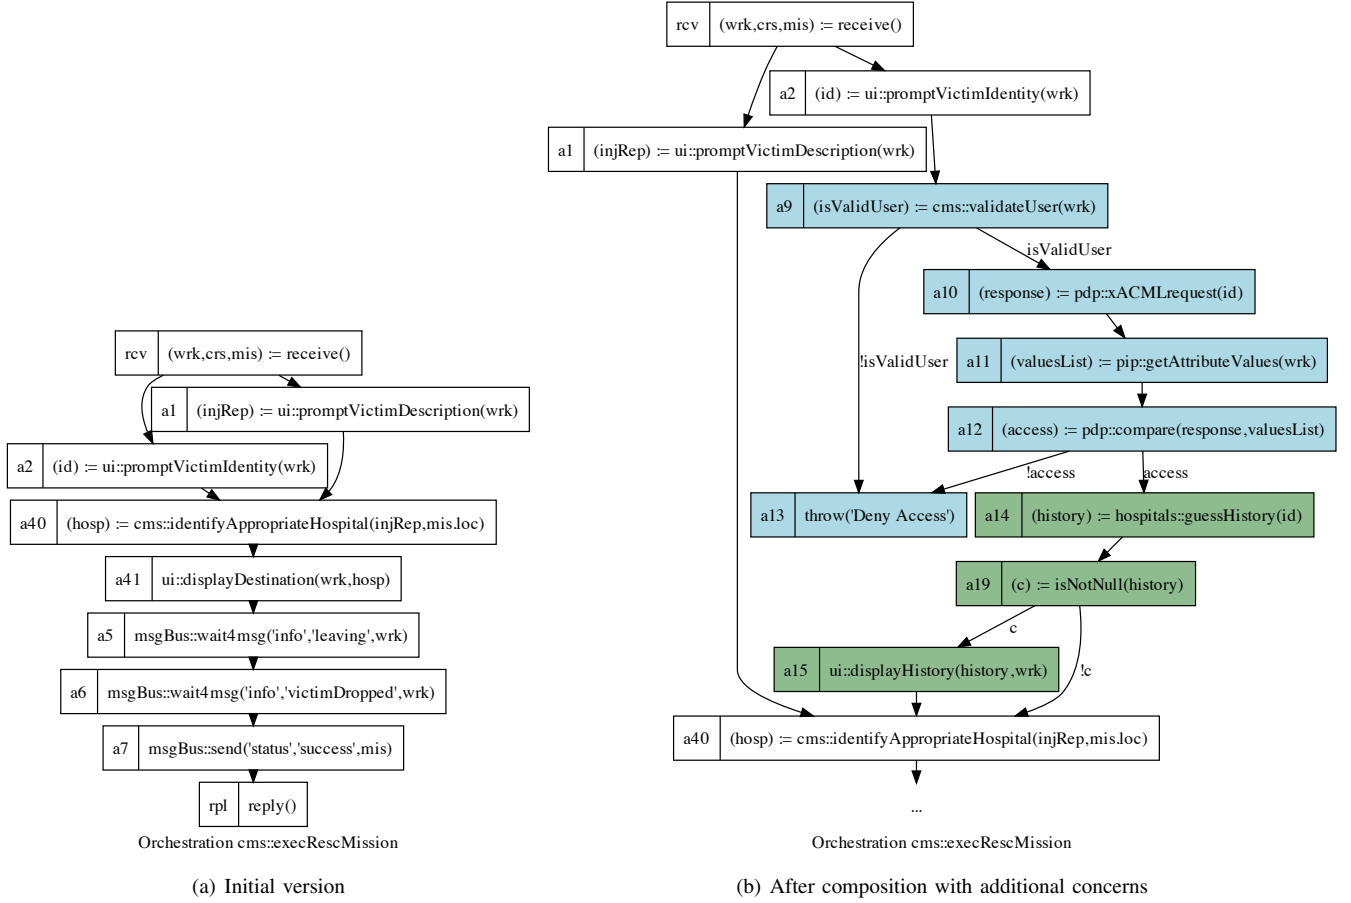 rcv (wrk,crs,mis) := receive()
a1 (injRep) := ui::promptVictimDescription(wrk)
a2 (id) := ui::promptVictimIdentity(wrk)
a40 (hosp) := cms::identifyAppropriateHospital(injRep,mis.loc)
a41 ui::displayDestination(wrk,hosp)
a5 msgBus::wait4msg('info','leaving',wrk)
a6 msgBus::wait4msg('info','victimDropped',wrk)
a7 msgBus::send('status','success',mis)
rpl reply()
Orchestration cms::execRescMission
(a) Initial version
rcv (wrk,crs,mis) := receive()
a2 (id) := ui::promptVictimIdentity(wrk)
a1 (injRep) := ui::promptVictimDescription(wrk)
a9 (isValidUser) := cms::validateUser(wrk)
isValidUser
a10 (response) := pdp::xACMLrequest(id)
!isValidUser
a11 (valuesList) := pip::getAttributeValues(wrk)
a12 (access) := pdp::compare(response,valuesList)
!access
access
a13 throw('Deny Access')
a14 (history) := hospitals::guessHistory(id)
a19 (c) := isNotNull(history)
c
!c
a15 ui::displayHistory(history,wrk)
a40 (hosp) := cms::identifyAppropriateHospital(injRep,mis.loc)
...
Orchestration cms::execRescMission
(b) After composition with additional concerns